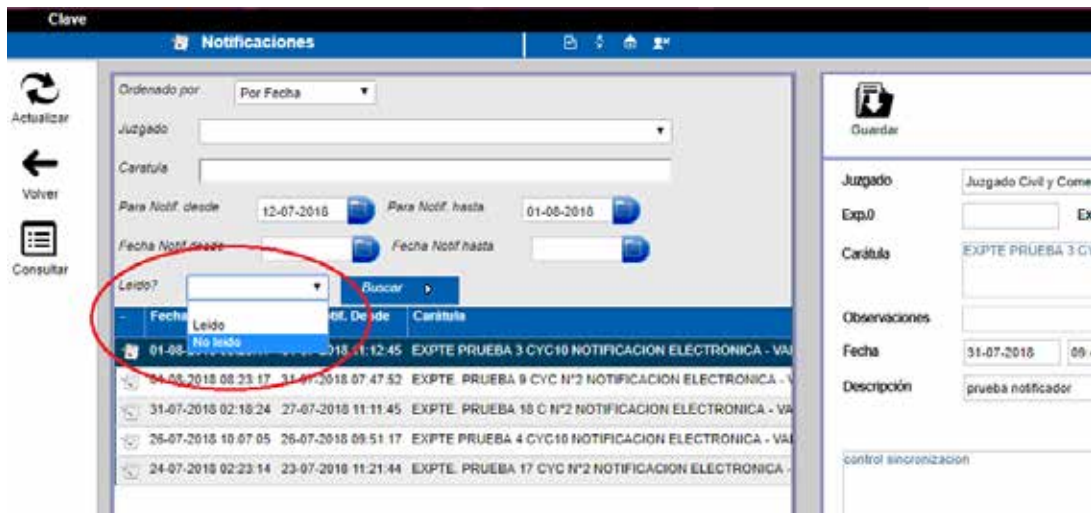 Clave
Notificaciones
Actualizar
Volver
Consultar
Ordenado por Por Fecha
Juzgado
Caratula
Para Notif. desde 12-07-2018 Para Notif. hasta 01-08-2018
Fecha Notif desde Fecha Notif hasta
Leido? Buscar
Leido
No leido
Fecha Notif. Desde Carátula
01-08-2018 11:12:45 EXPTE PRUEBA 3 CYC10 NOTIFICACION ELECTRONICA - VA
01-08-2018 08:23:17 31-07-2018 07:47:52 EXPTE. PRUEBA 9 CYC N°2 NOTIFICACION ELECTRONICA - V
31-07-2018 02:18:24 27-07-2018 11:11:45 EXPTE. PRUEBA 18 C N°2 NOTIFICACION ELECTRONICA - VA
26-07-2018 10:07:05 26-07-2018 09:51:17 EXPTE PRUEBA 4 CYC10 NOTIFICACION ELECTRONICA - VA
24-07-2018 02:23:14 23-07-2018 11:21:44 EXPTE. PRUEBA 17 CYC N°2 NOTIFICACION ELECTRONICA -
Guardar
Juzgado Juzgado Civil y Come
Exp.0 Ex
Carátula EXPTE PRUEBA 3 CY
Observaciones
Fecha 31-07-2018 09
Descripción prueba notificador
control sincronizacion